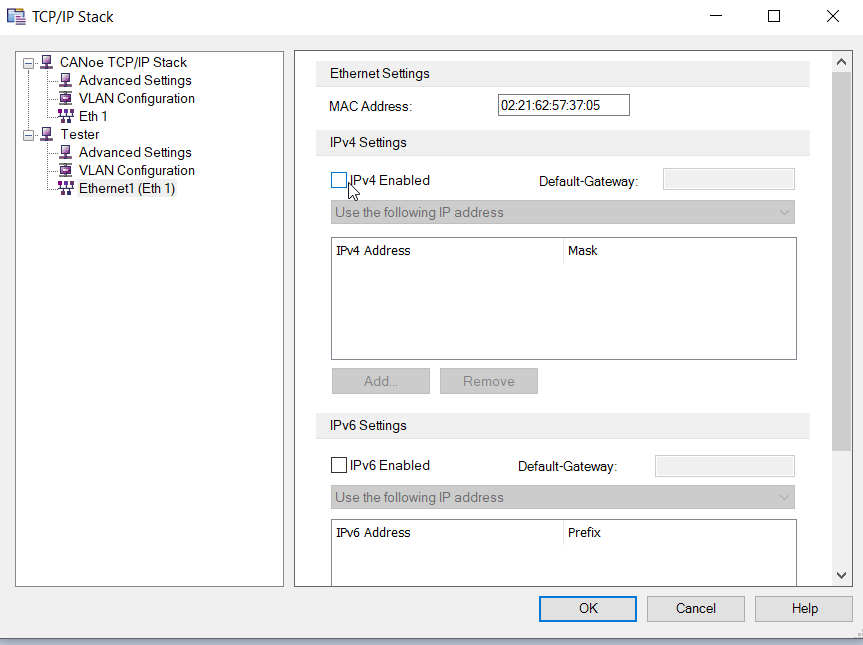 TCP/IP Stack
CANoe TCP/IP Stack
Advanced Settings
VLAN Configuration
Eth 1
Tester
Advanced Settings
VLAN Configuration
Ethernet1 (Eth 1)
Ethernet Settings
MAC Address: 02:21:62:57:37:05
IPv4 Settings
IPv4 Enabled Default-Gateway:
Use the following IP address
IPv4 Address Mask
Add... Remove
IPv6 Settings
IPv6 Enabled Default-Gateway:
Use the following IP address
IPv6 Address Prefix
OK Cancel Help